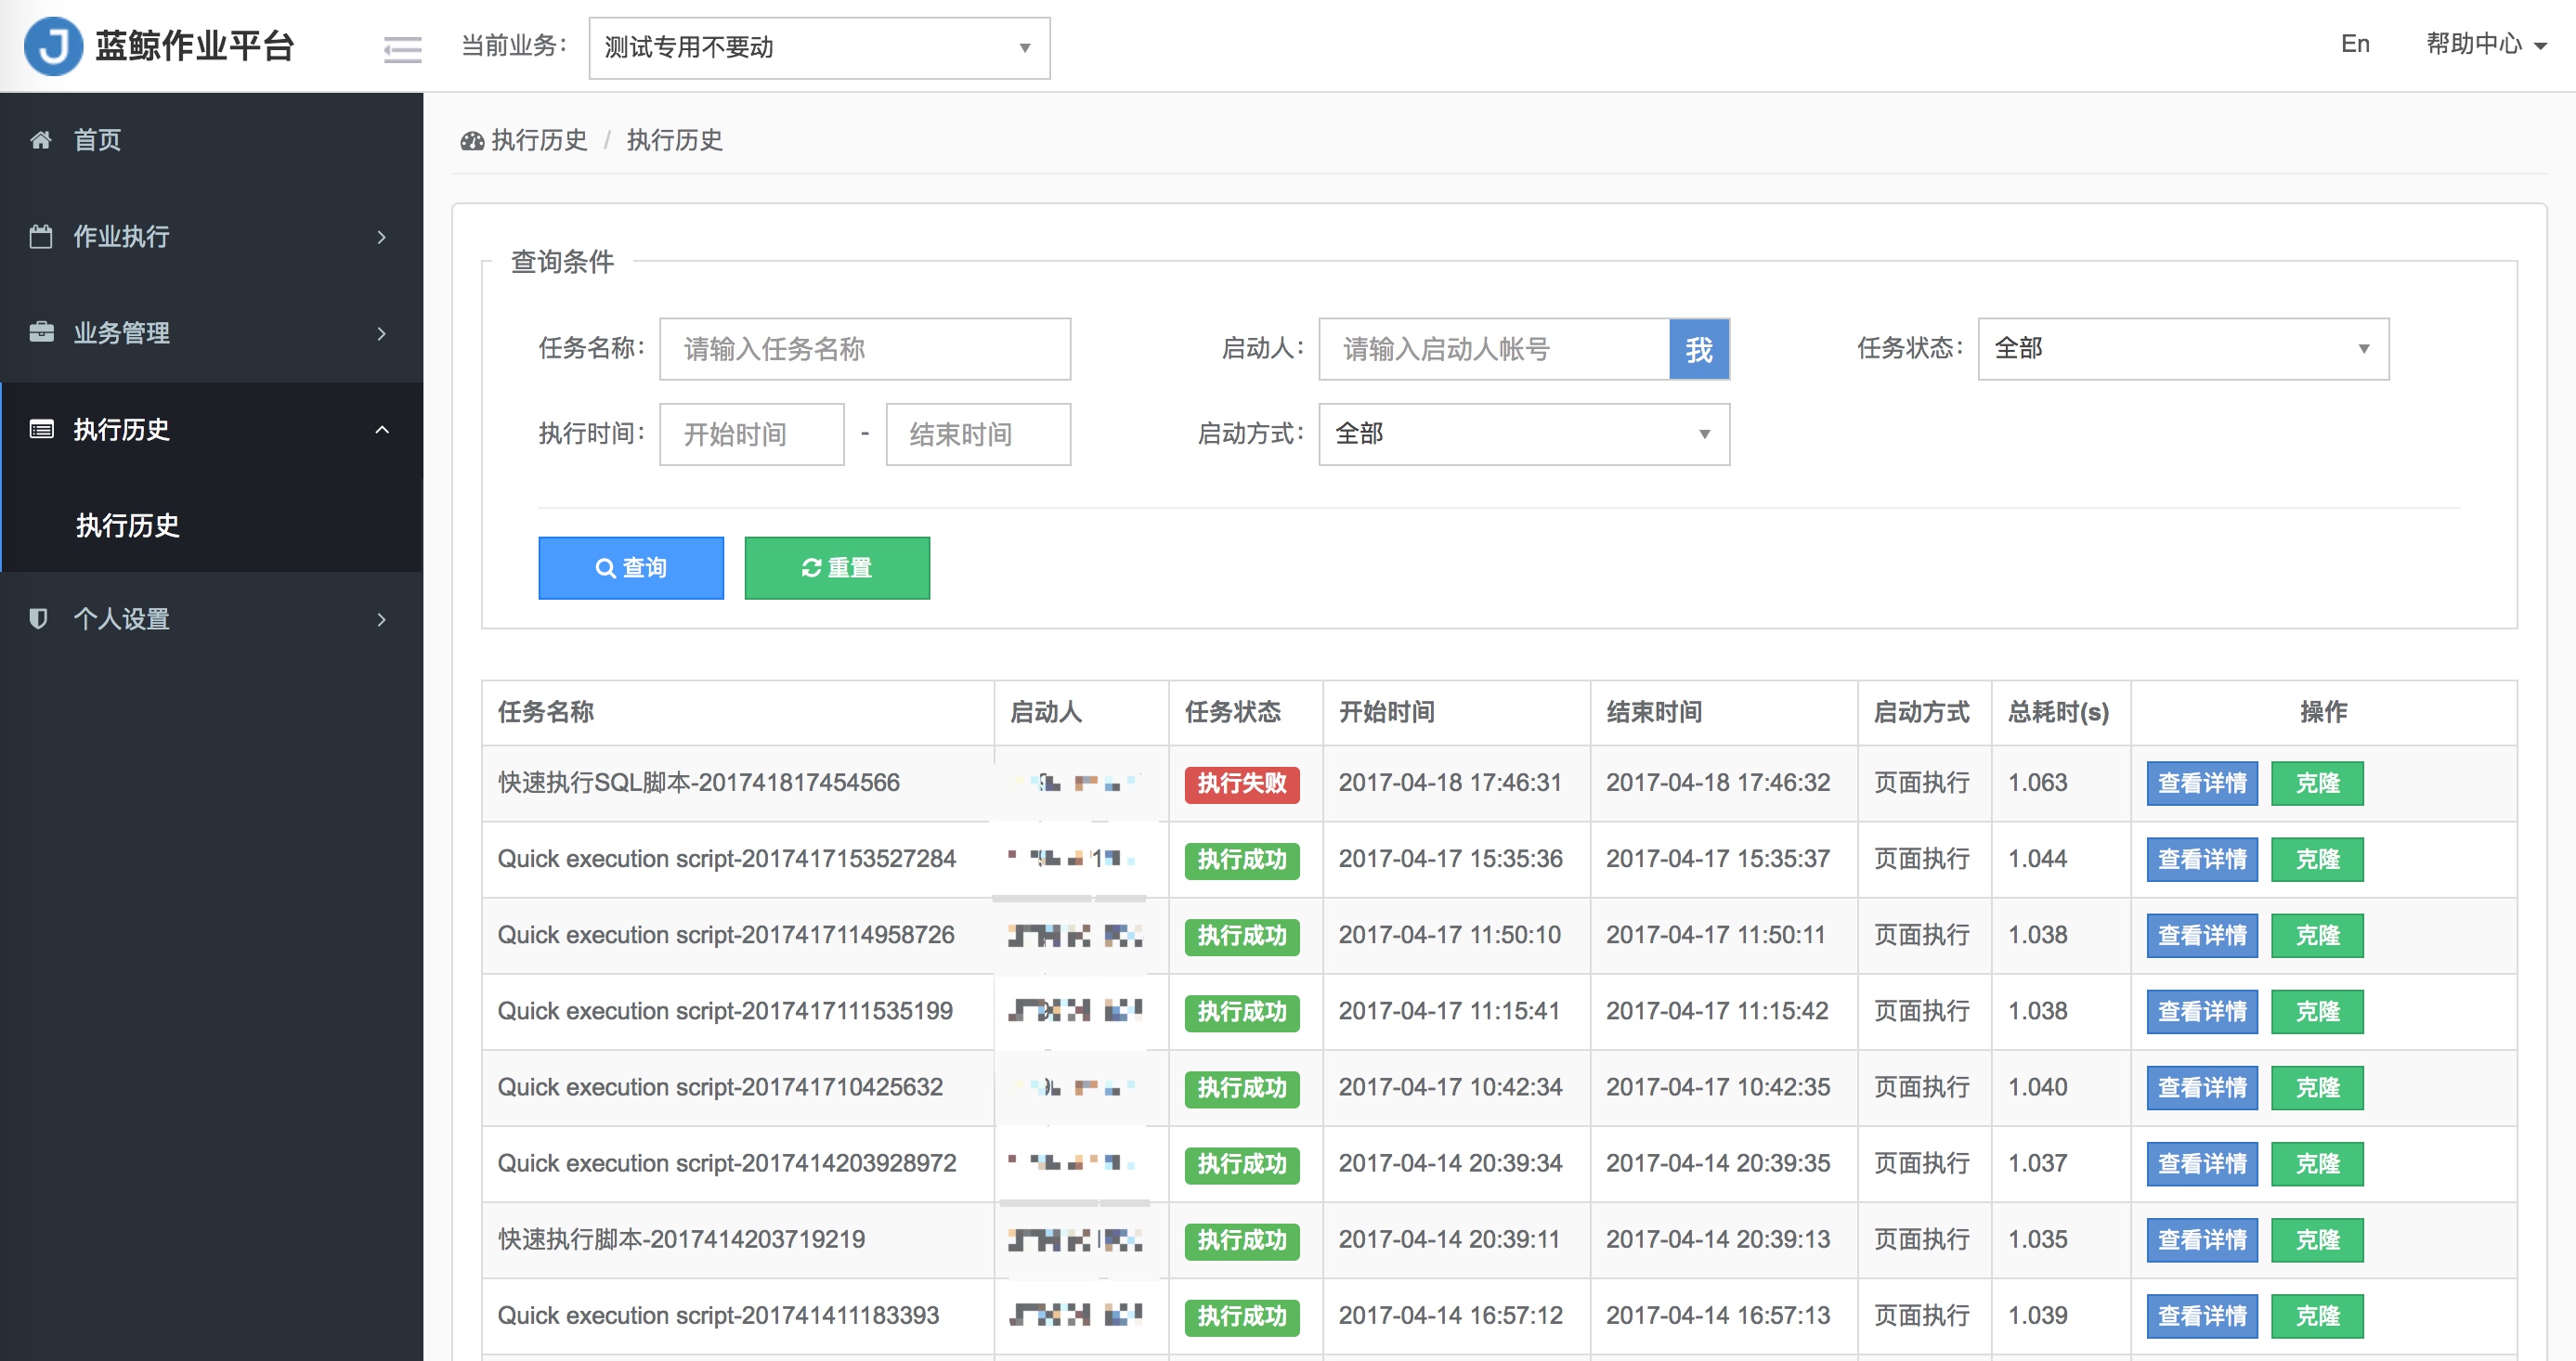 蓝鲸作业平台 当前业务： 测试专用不要动 En 帮助中心
首页
作业执行
业务管理
执行历史
执行历史
个人设置
执行历史 / 执行历史
查询条件
任务名称： 请输入任务名称 启动人： 请输入启动人帐号 我 任务状态： 全部
执行时间： 开始时间 - 结束时间 启动方式： 全部
查询 重置
任务名称 启动人 任务状态 开始时间 结束时间 启动方式 总耗时(s) 操作
快速执行SQL脚本-201741817454566 执行失败 2017-04-18 17:46:31 2017-04-18 17:46:32 页面执行 1.063 查看详情 克隆
Quick execution script-2017417153527284 执行成功 2017-04-17 15:35:36 2017-04-17 15:35:37 页面执行 1.044 查看详情 克隆
Quick execution script-2017417114958726 执行成功 2017-04-17 11:50:10 2017-04-17 11:50:11 页面执行 1.038 查看详情 克隆
Quick execution script-2017417111535199 执行成功 2017-04-17 11:15:41 2017-04-17 11:15:42 页面执行 1.038 查看详情 克隆
Quick execution script-201741710425632 执行成功 2017-04-17 10:42:34 2017-04-17 10:42:35 页面执行 1.040 查看详情 克隆
Quick execution script-2017414203928972 执行成功 2017-04-14 20:39:34 2017-04-14 20:39:35 页面执行 1.037 查看详情 克隆
快速执行脚本-2017414203719219 执行成功 2017-04-14 20:39:11 2017-04-14 20:39:13 页面执行 1.035 查看详情 克隆
Quick execution script-201741411183393 执行成功 2017-04-14 16:57:12 2017-04-14 16:57:13 页面执行 1.039 查看详情 克隆